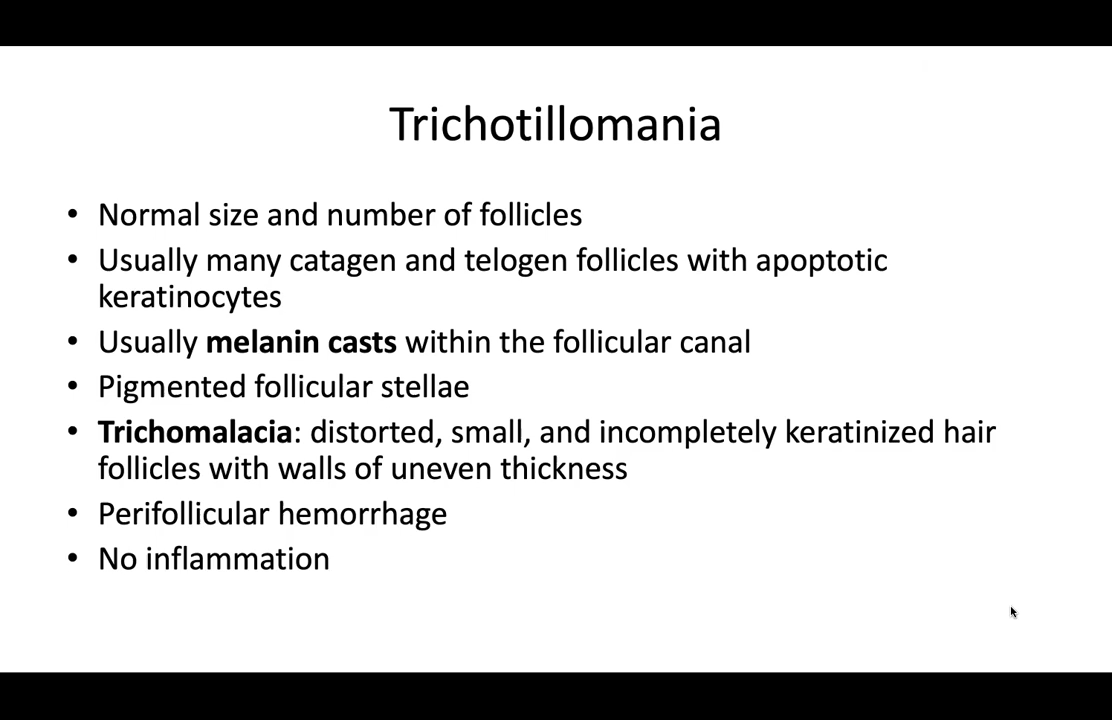 Trichotillomania
• Normal size and number of follicles
• Usually many catagen and telogen follicles with apoptotic
keratinocytes
• Usually melanin casts within the follicular canal
• Pigmented follicular stellae
• Trichomalacia: distorted, small, and incompletely keratinized hair
follicles with walls of uneven thickness
• Perifollicular hemorrhage
• No inflammation